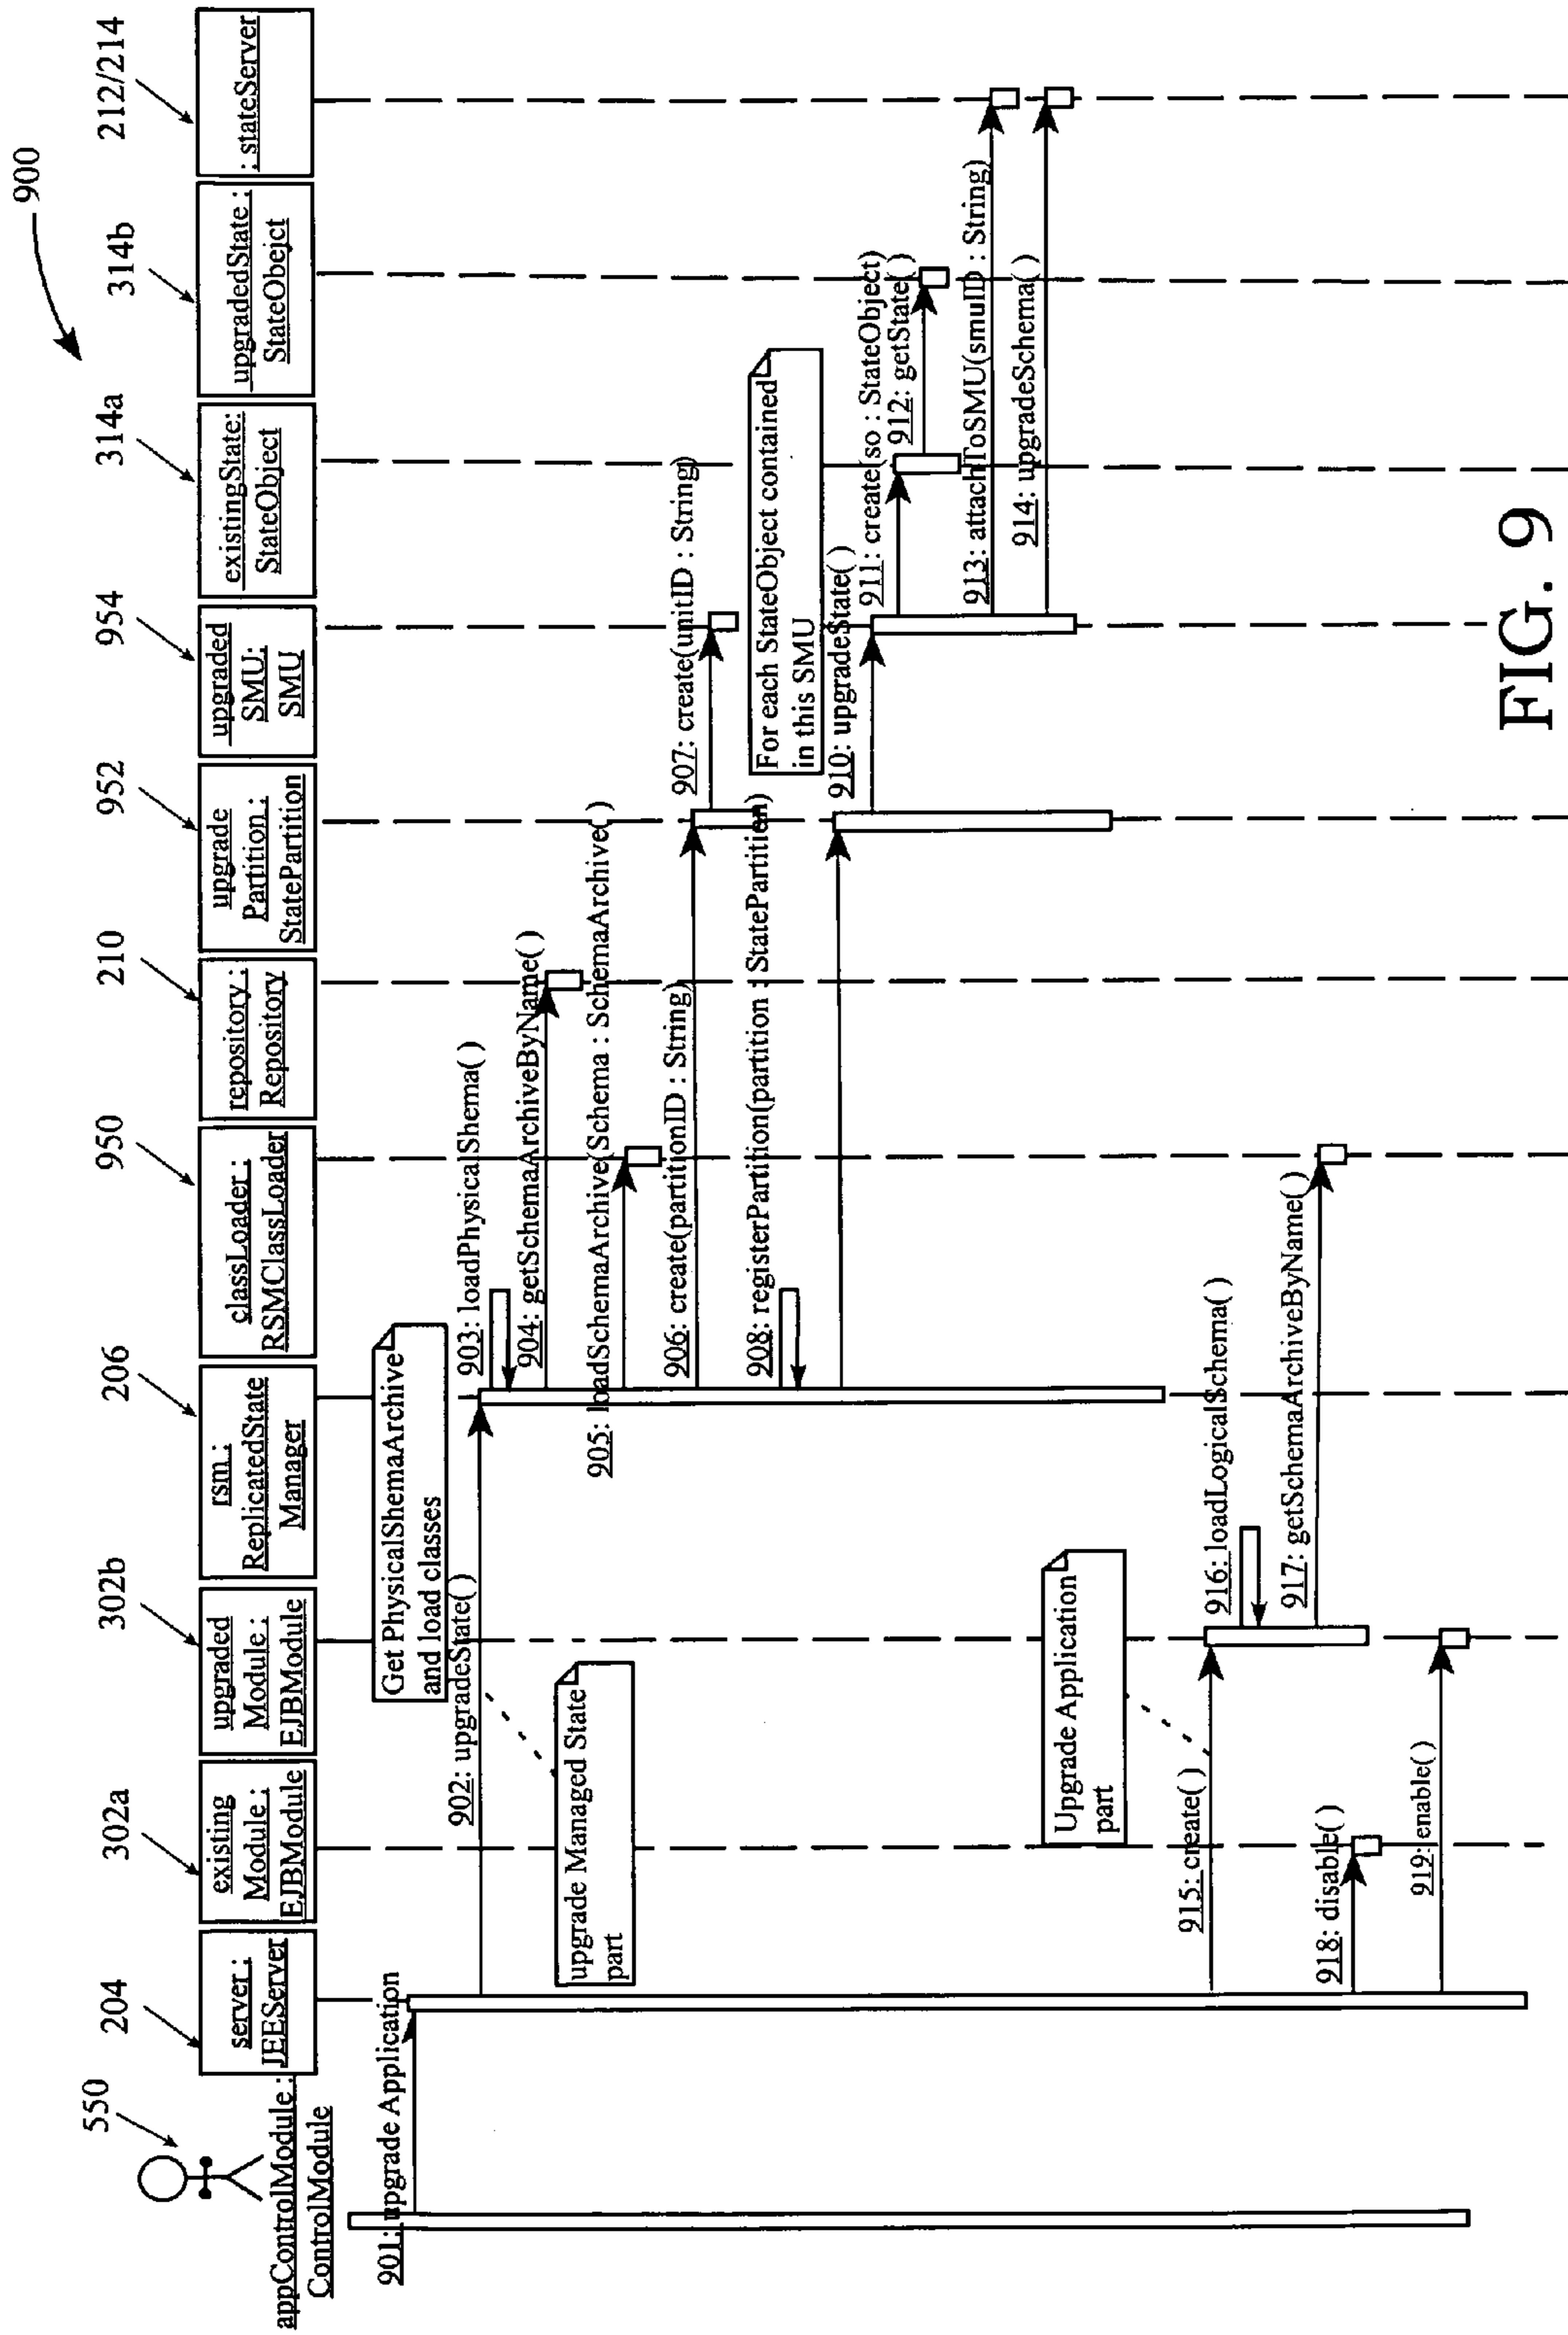 900
550
204
302a
302b
206
950
210
952
954
314a
314b
212/214
appControlModule :
ControlModule
server :
JEEServer
existing
Module :
EJBModule
upgraded
Module :
EJBModule
rsm :
ReplicatedState
Manager
classLoader :
RSMClassLoader
repository :
Repository
upgrade
Partition :
StatePartition
upgraded
SMU:
SMU
existingState:
StateObject
upgradedState :
StateObejct
: stateServer
901: upgrade Application
Get PhysicalShemaArchive
and load classes
902: upgradeState( )
903: loadPhysicalShema( )
904: getSchemaArchiveByName( )
upgrade Managed State
part
905: loadSchemaArchive(Schema : SchemaArchive )
906: create(partitionID : String)
907: create(unitID : String)
908: registerPartition(partition : StatePartition)
For each StateObject contained
in this SMU
910: upgradeState( )
911: create(so : StateObject)
912: getState( )
913: attachToSMU(smuID : String)
914: upgradeSchema( )
Upgrade Application
part
915: create( )
916: loadLogicalSchema( )
917: getSchemaArchiveByName( )
918: disable( )
919: enable( )
FIG. 9